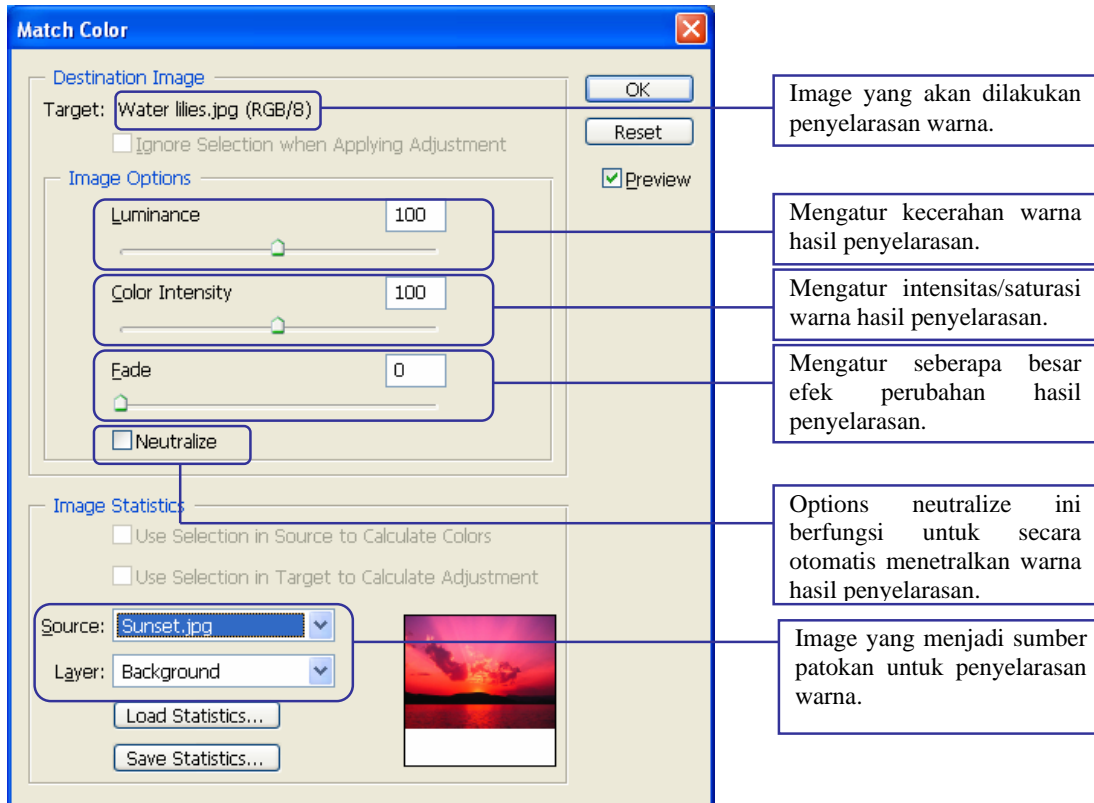 Match Color
Destination Image
Target: Water lilies.jpg (RGB/8)
Ignore Selection when Applying Adjustment
Image Options
Luminance 100
Color Intensity 100
Fade 0
Neutralize
Image Statistics
Use Selection in Source to Calculate Colors
Use Selection in Target to Calculate Adjustment
Source: Sunset.jpg
Layer: Background
Load Statistics...
Save Statistics...
OK
Reset
Preview
Image yang akan dilakukan
penyelarasan warna.
Mengatur kecerahan warna
hasil penyelarasan.
Mengatur intensitas/saturasi
warna hasil penyelarasan.
Mengatur seberapa besar
efek perubahan hasil
penyelarasan.
Options neutralize ini
berfungsi untuk secara
otomatis menetralkan warna
hasil penyelarasan.
Image yang menjadi sumber
patokan untuk penyelarasan
warna.